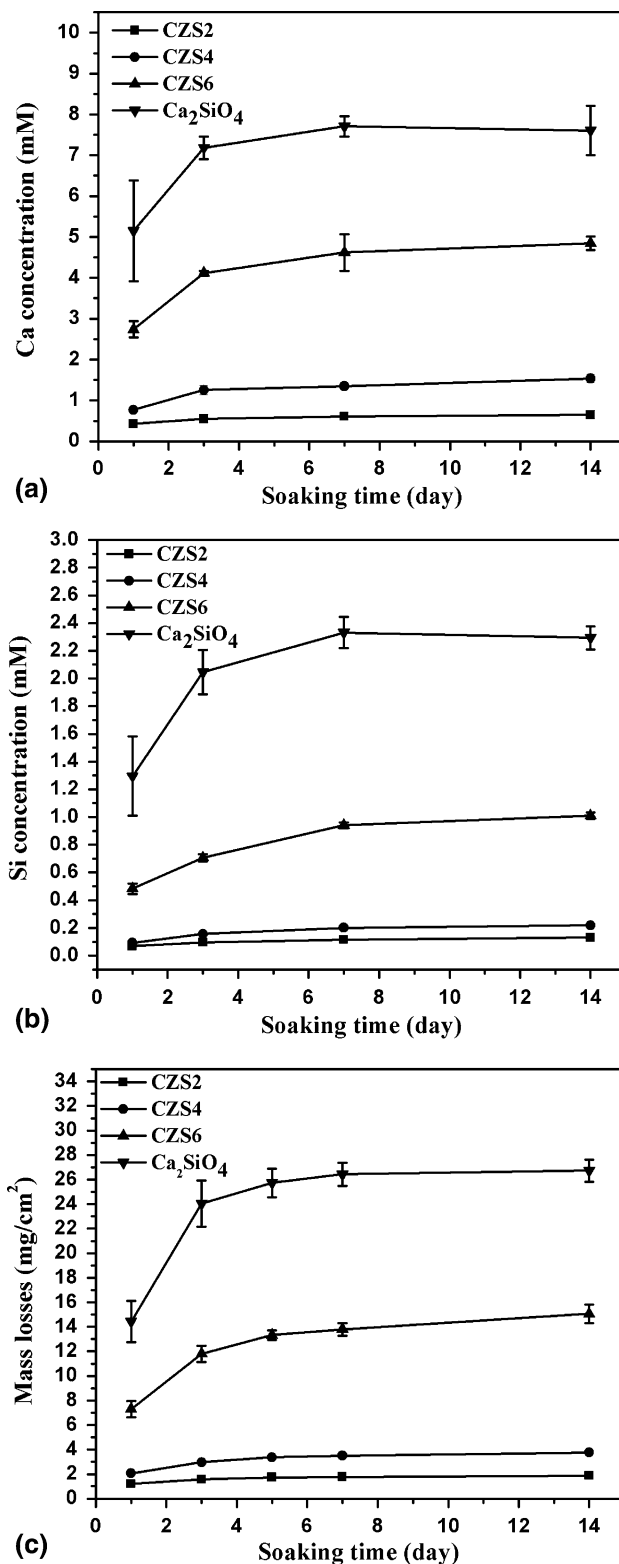 CZS2
CZS4
CZS6
Ca2SiO4
10
9
8
7
6
5
4
3
2
1
0
Ca concentration (mM)
0 2 4 6 8 10 12 14
Soaking time (day)
(a)
CZS2
CZS4
CZS6
Ca2SiO4
3.0
2.8
2.6
2.4
2.2
2.0
1.8
1.6
1.4
1.2
1.0
0.8
0.6
0.4
0.2
0.0
Si concentration (mM)
0 2 4 6 8 10 12 14
Soaking time (day)
(b)
CZS2
CZS4
CZS6
Ca2SiO4
34
32
30
28
26
24
22
20
18
16
14
12
10
8
6
4
2
0
Mass losses (mg/cm2)
0 2 4 6 8 10 12 14
Soaking time (day)
(c)